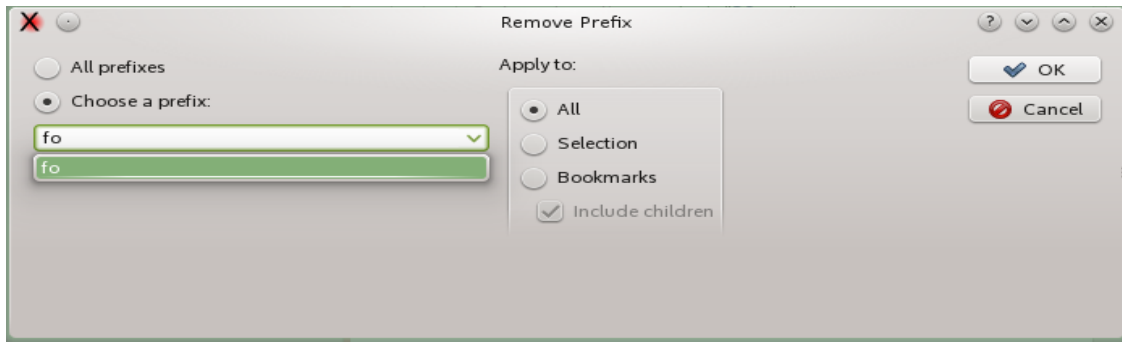 Remove Prefix
All prefixes
Choose a prefix:
fo
fo
Apply to:
All
Selection
Bookmarks
Include children
OK
Cancel